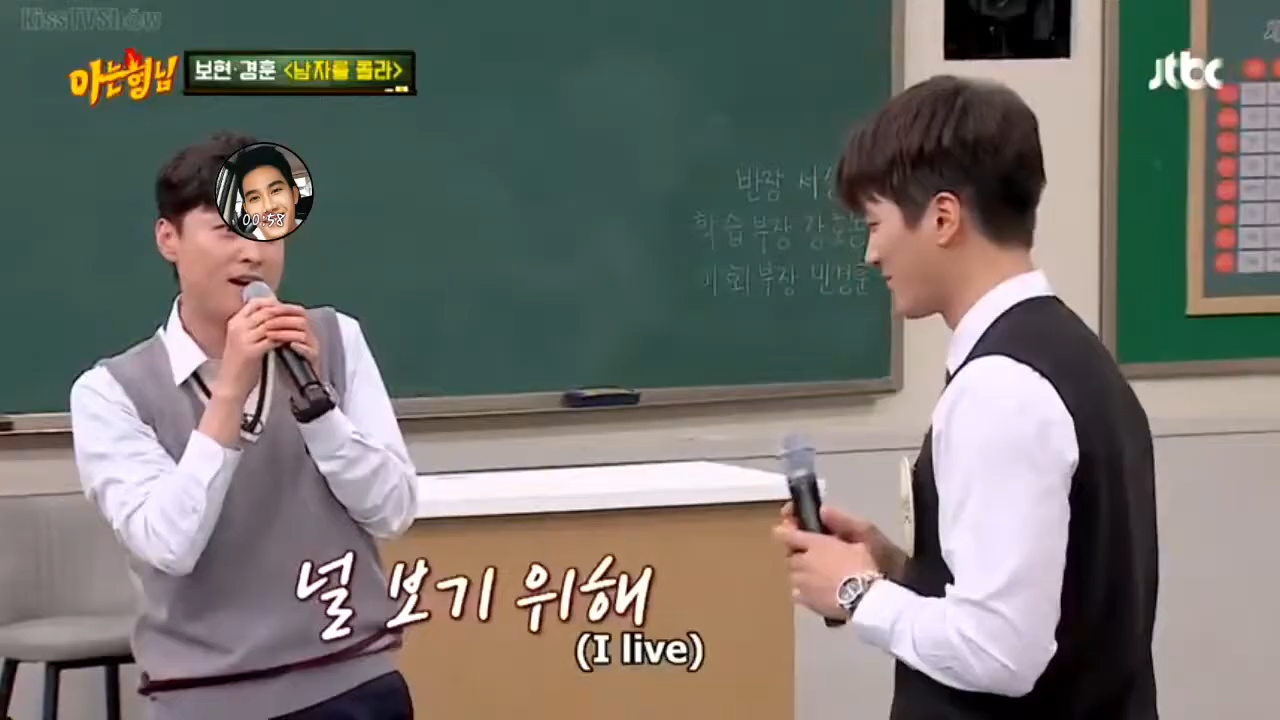 KissTVShow
아는형님
보현·경훈 <남자를 몰라>
jtbc
00:58
반장 서장
학습부장 강호동
미화부장 민경훈
널 보기 위해
(I live)